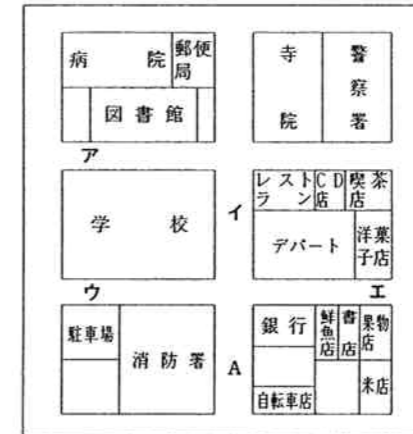 病院
郵便局
寺院
警察署
図書館
ア
レストラン
CD店
喫茶店
イ
学校
デパート
洋菓子店
ウ
エ
駐車場
消防署
A
銀行
鮮魚店
書店
果物店
自転車店
米店